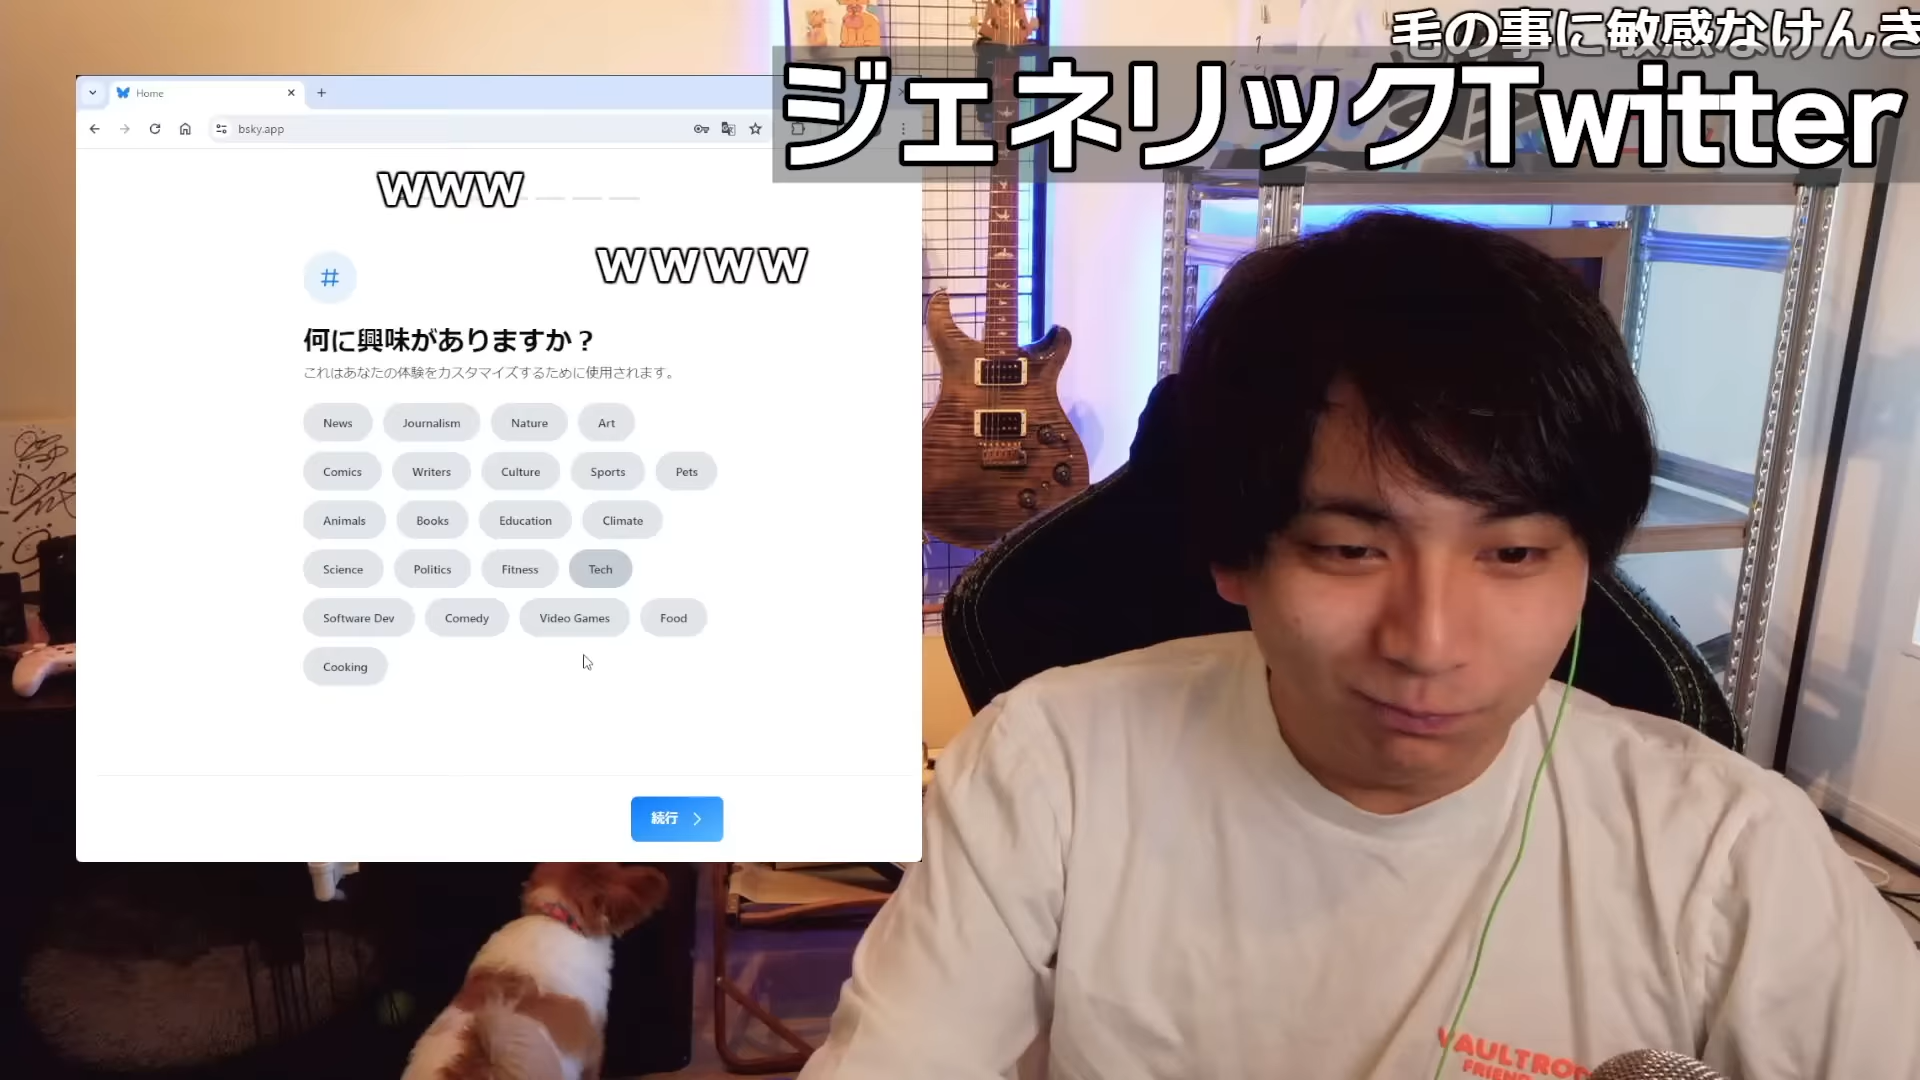 毛の事に敏感なけんき
ジェネリックTwitter
Home
bsky.app
www
wwww
#
何に興味がありますか？
これはあなたの体験をカスタマイズするために使用されます。
News Journalism Nature Art
Comics Writers Culture Sports Pets
Animals Books Education Climate
Science Politics Fitness Tech
Software Dev Comedy Video Games Food
Cooking
続行
VAULTROO
FRIEN